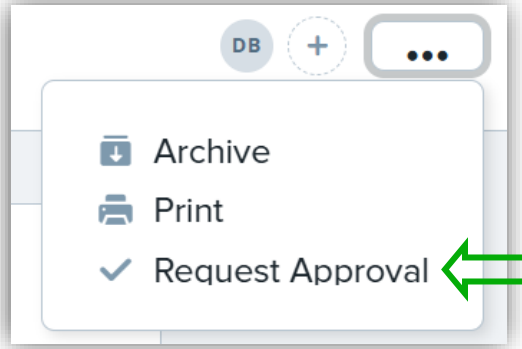 DB + ...
Archive
Print
Request Approval